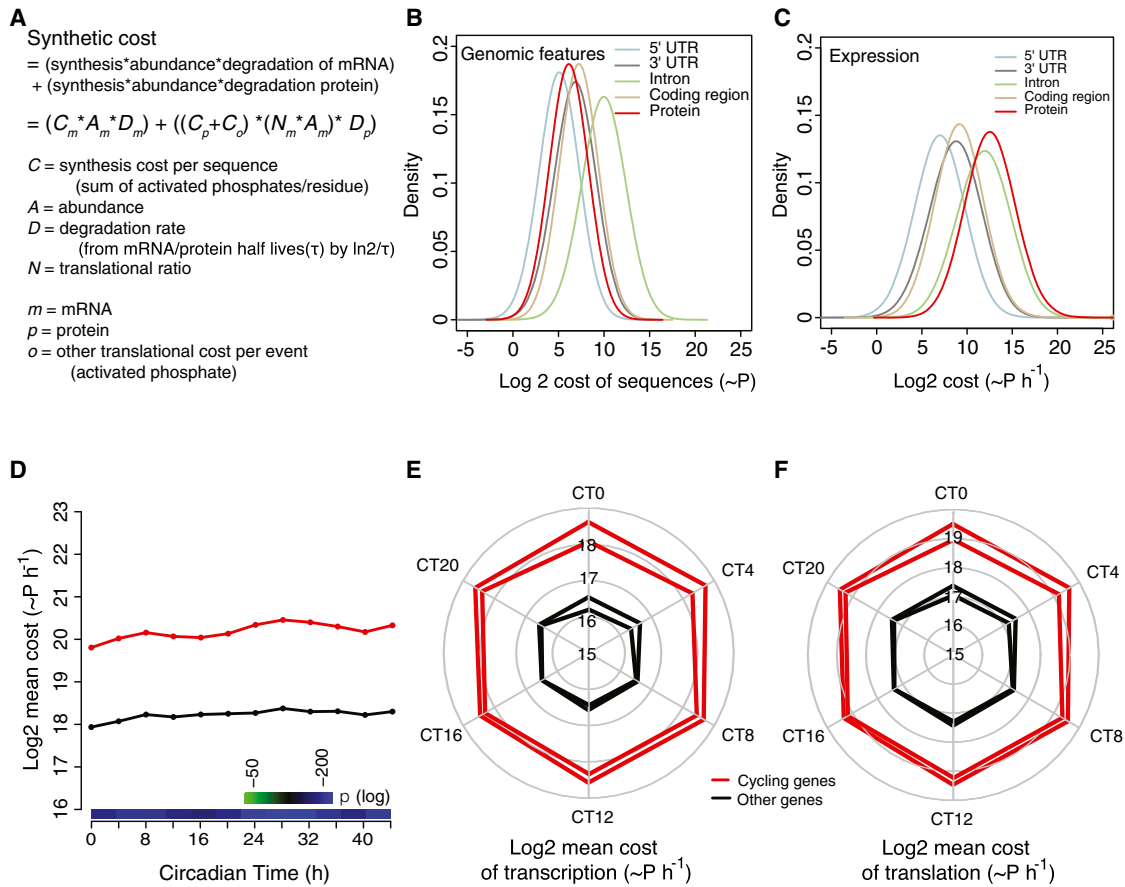 A
Synthetic cost
= (synthesis*abundance*degradation of mRNA)
+ (synthesis*abundance*degradation protein)
= (Cm*Am*Dm) + ((Cp+Co) *(Nm*Am)* Dp)
C = synthesis cost per sequence
(sum of activated phosphates/residue)
A = abundance
D = degradation rate
(from mRNA/protein half lives(τ) by ln2/τ)
N = translational ratio
m = mRNA
p = protein
o = other translational cost per event
(activated phosphate)
B
Genomic features
5' UTR
3' UTR
Intron
Coding region
Protein
Density
0.2
0.15
0.1
0.05
0
-5 0 5 10 15 20 25
Log 2 cost of sequences (~P)
C
Expression
5' UTR
3' UTR
Intron
Coding region
Protein
Density
0.2
0.15
0.1
0.05
0
-5 0 5 10 15 20 25
Log2 cost (~P h-1)
D
Log2 mean cost (~P h-1)
23
22
21
20
19
18
17
16
-50
-200
p (log)
0 8 16 24 32 40
Circadian Time (h)
E
CT0
CT4
CT8
CT12
CT16
CT20
18
17
16
15
Log2 mean cost
of transcription (~P h-1)
Cycling genes
Other genes
F
CT0
CT4
CT8
CT12
CT16
CT20
19
18
17
16
15
Log2 mean cost
of translation (~P h-1)